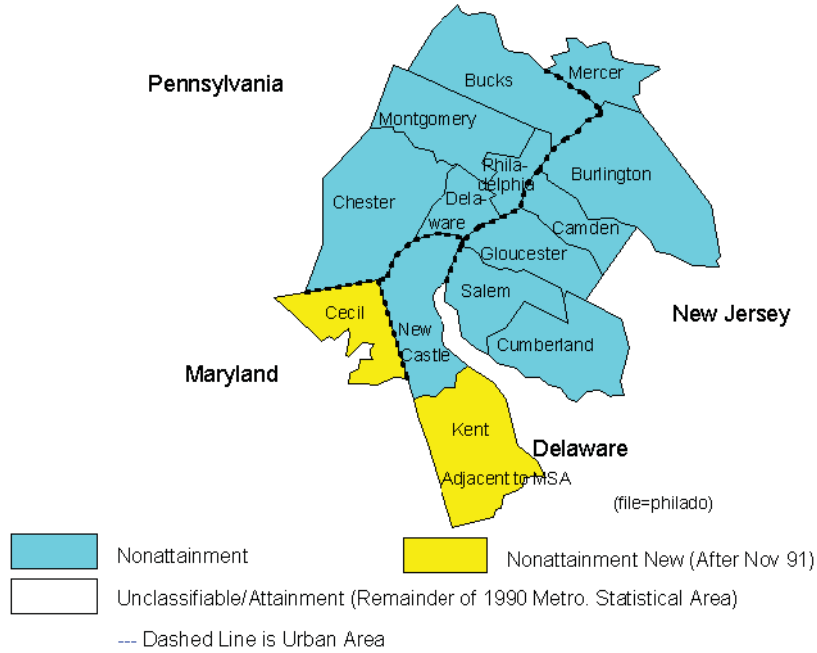 Mercer
Bucks
Pennsylvania
Montgomery
Phila-
delphia
Burlington
Chester
Dela-
ware
Camden
Gloucester
Salem
New Jersey
Cecil
New
Castle
Cumberland
Maryland
Kent
Delaware
Adjacent to MSA
(file=philado)
Nonattainment
Nonattainment New (After Nov 91)
Unclassifiable/Attainment (Remainder of 1990 Metro. Statistical Area)
--- Dashed Line is Urban Area